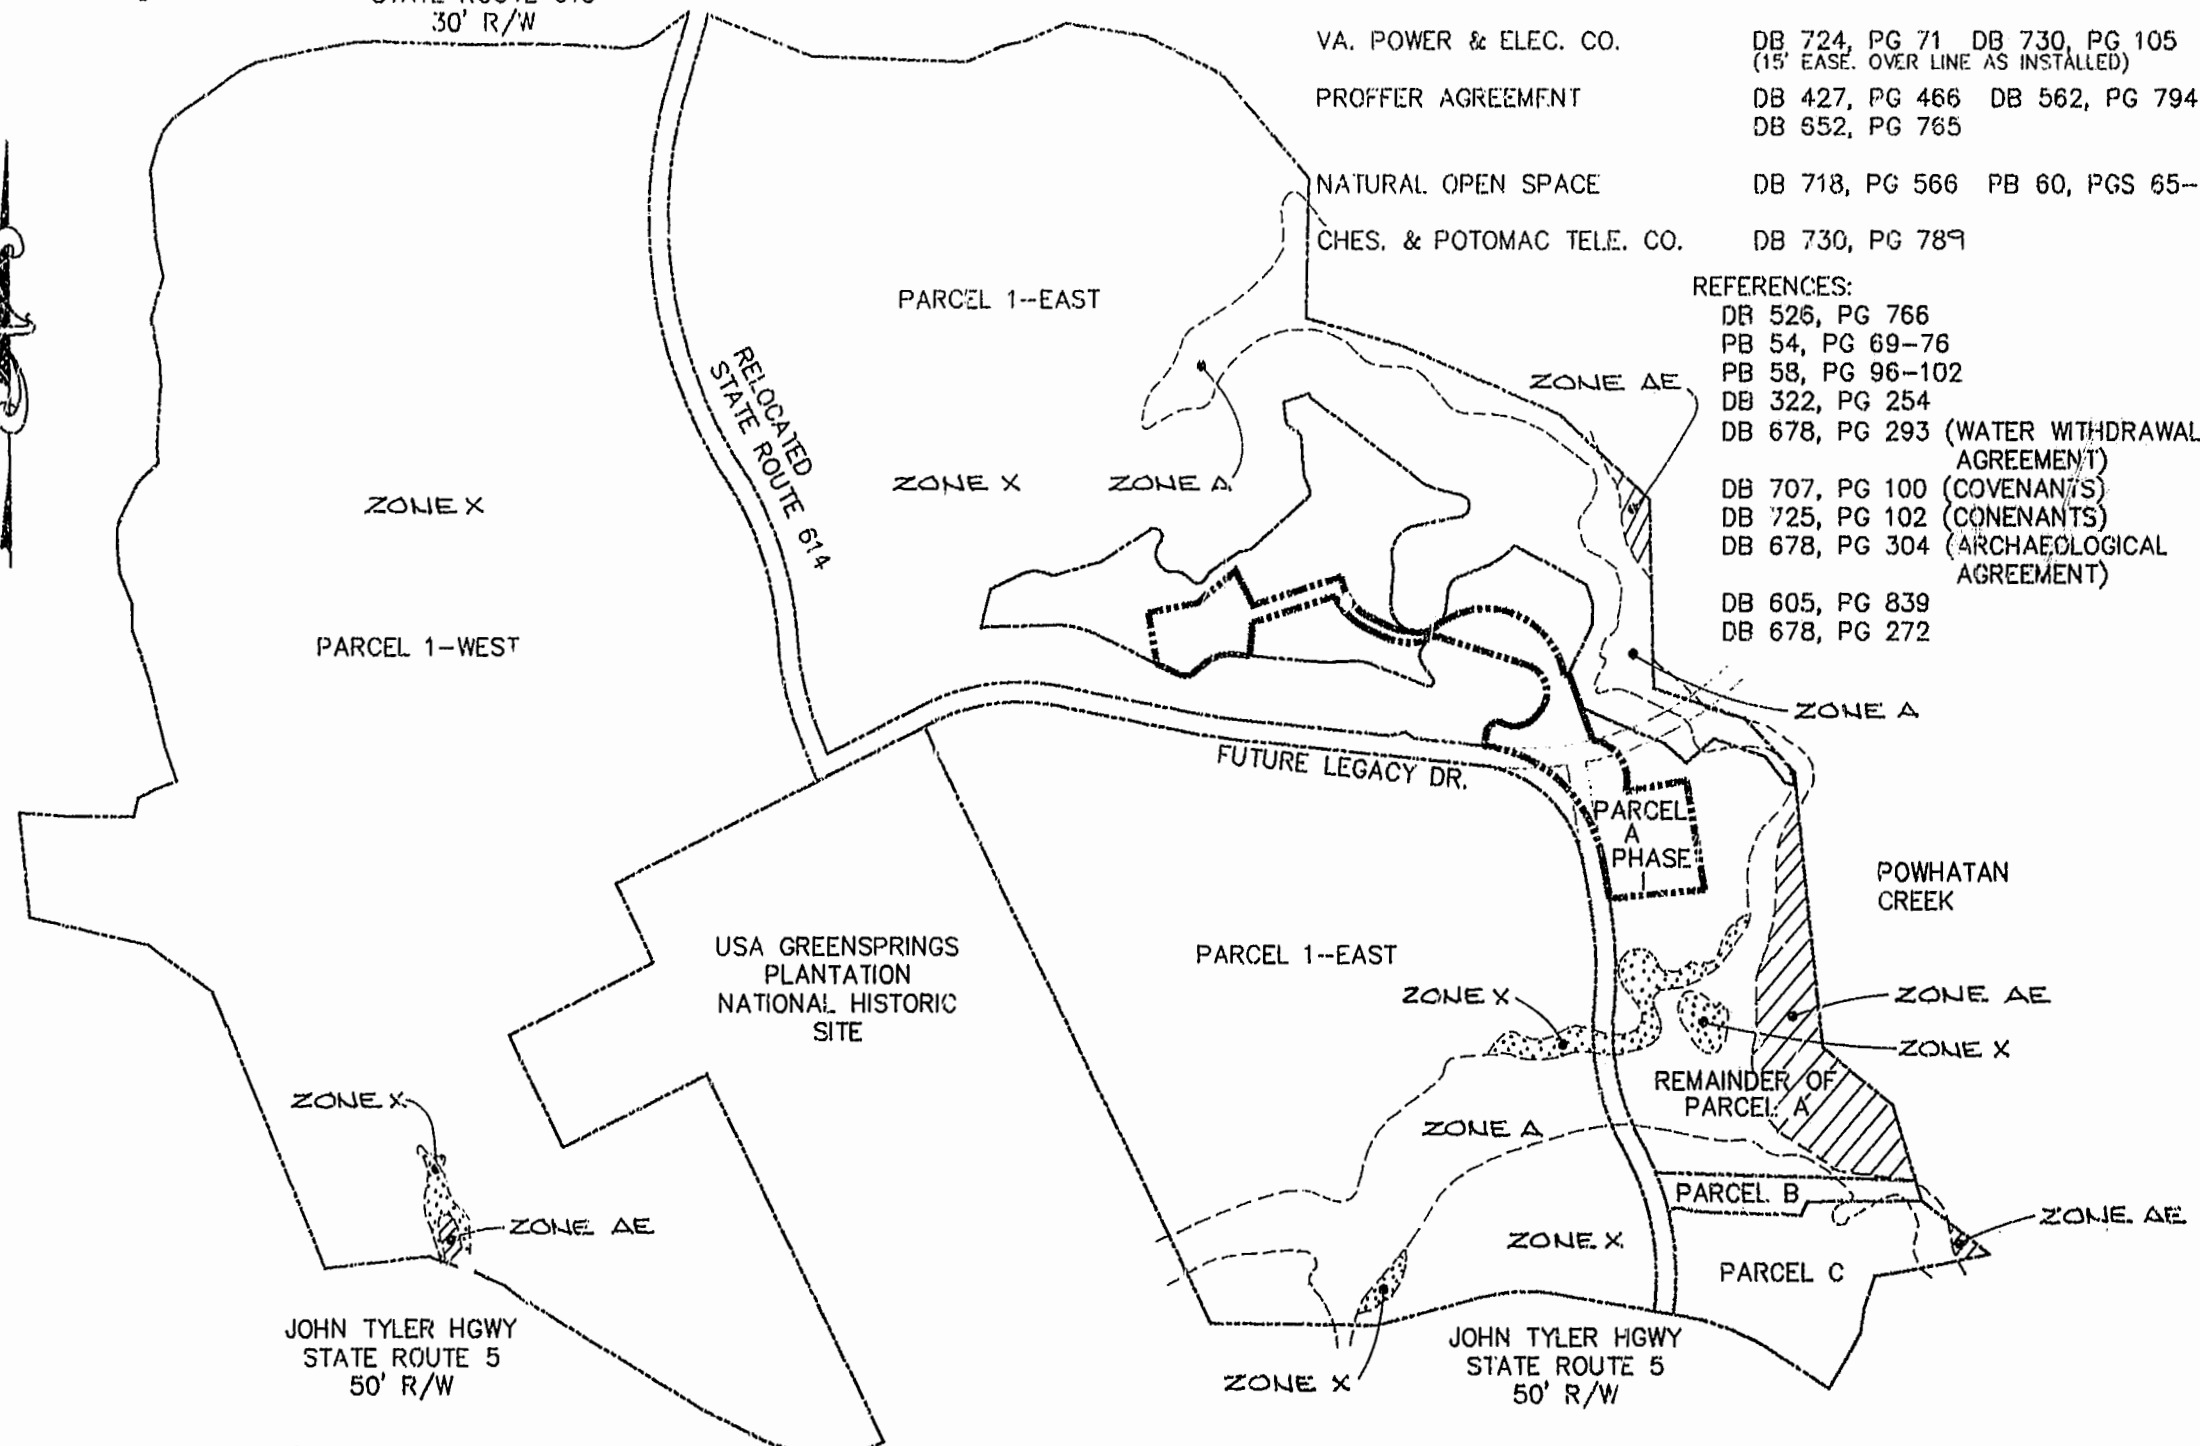 30' R/W
VA. POWER & ELEC. CO. DB 724, PG 71 DB 730, PG 105
(15' EASE. OVER LINE AS INSTALLED)
PROFFER AGREEMENT DB 427, PG 466 DB 562, PG 794
DB 652, PG 765
NATURAL OPEN SPACE DB 718, PG 566 PB 60, PGS 65-
CHES. & POTOMAC TELE. CO. DB 730, PG 789
REFERENCES:
DB 526, PG 766
PB 54, PG 69-76
PB 58, PG 96-102
DB 322, PG 254
DB 678, PG 293 (WATER WITHDRAWAL
AGREEMENT)
DB 707, PG 100 (COVENANTS)
DB 725, PG 102 (CONENANTS)
DB 678, PG 304 (ARCHAEOLOGICAL
AGREEMENT)
DB 605, PG 839
DB 678, PG 272
PARCEL 1--EAST
RELOCATED
STATE ROUTE 614
ZONE AE
ZONE X
ZONE X
ZONE A
PARCEL 1-WEST
ZONE A
FUTURE LEGACY DR.
PARCEL
A
PHASE
I
POWHATAN
CREEK
USA GREENSPRINGS
PLANTATION
NATIONAL HISTORIC
SITE
PARCEL 1--EAST
ZONE X
ZONE AE
ZONE X
REMAINDER OF
PARCEL A
ZONE X
ZONE A
PARCEL B
ZONE AE
ZONE AE
ZONE X
PARCEL C
JOHN TYLER HGWY
STATE ROUTE 5
50' R/W
JOHN TYLER HGWY
STATE ROUTE 5
50' R/W
ZONE X